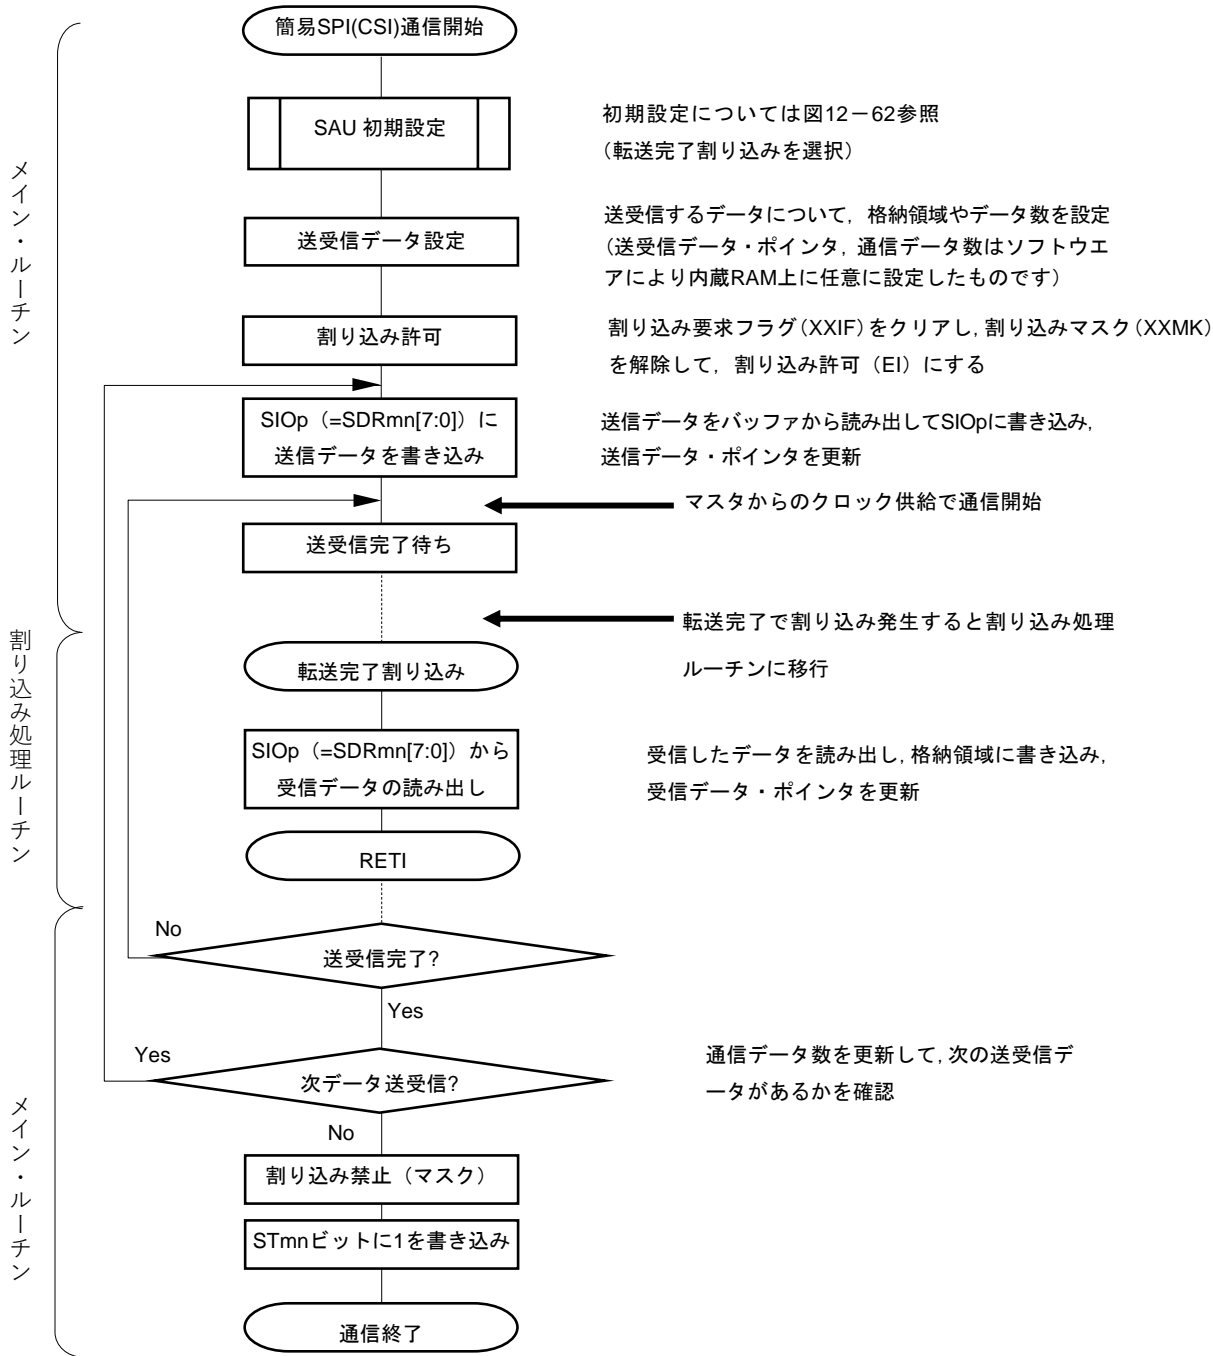 簡易SPI(CSI)通信開始
SAU 初期設定
初期設定については図12－62参照
（転送完了割り込みを選択）
メイン・ルーチン
送受信データ設定
送受信するデータについて，格納領域やデータ数を設定
（送受信データ・ポインタ，通信データ数はソフトウエ
アにより内蔵RAM上に任意に設定したものです）
割り込み許可
割り込み要求フラグ（XXIF）をクリアし，割り込みマスク（XXMK）
を解除して，割り込み許可（EI）にする
SIOp（=SDRmn[7:0]）に
送信データを書き込み
送信データをバッファから読み出してSIOpに書き込み，
送信データ・ポインタを更新
マスタからのクロック供給で通信開始
送受信完了待ち
転送完了で割り込み発生すると割り込み処理
ルーチンに移行
割り込み処理ルーチン
転送完了割り込み
SIOp（=SDRmn[7:0]）から
受信データの読み出し
受信したデータを読み出し，格納領域に書き込み，
受信データ・ポインタを更新
RETI
No
送受信完了?
Yes
Yes
次データ送受信?
通信データ数を更新して，次の送受信デ
ータがあるかを確認
No
メイン・ルーチン
割り込み禁止（マスク）
STmnビットに1を書き込み
通信終了